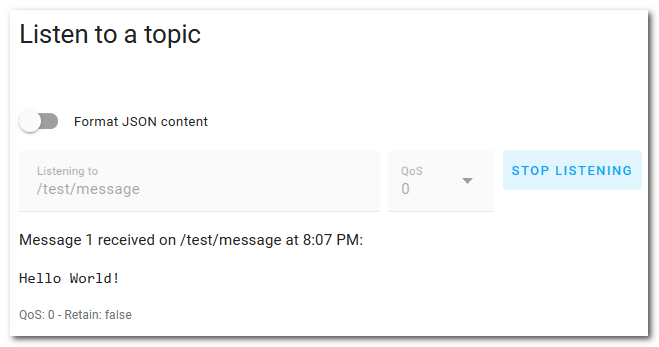 Listen to a topic
Format JSON content
Listening to
/test/message
QoS
0
STOP LISTENING
Message 1 received on /test/message at 8:07 PM:
Hello World!
QoS: 0 - Retain: false